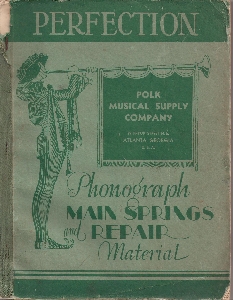 PERFECTION
POLK
MUSICAL SUPPLY
COMPANY
ATLANTA, GEORGIA
U.S.A.
Phonograph
MAIN SPRINGS
and REPAIR
Material